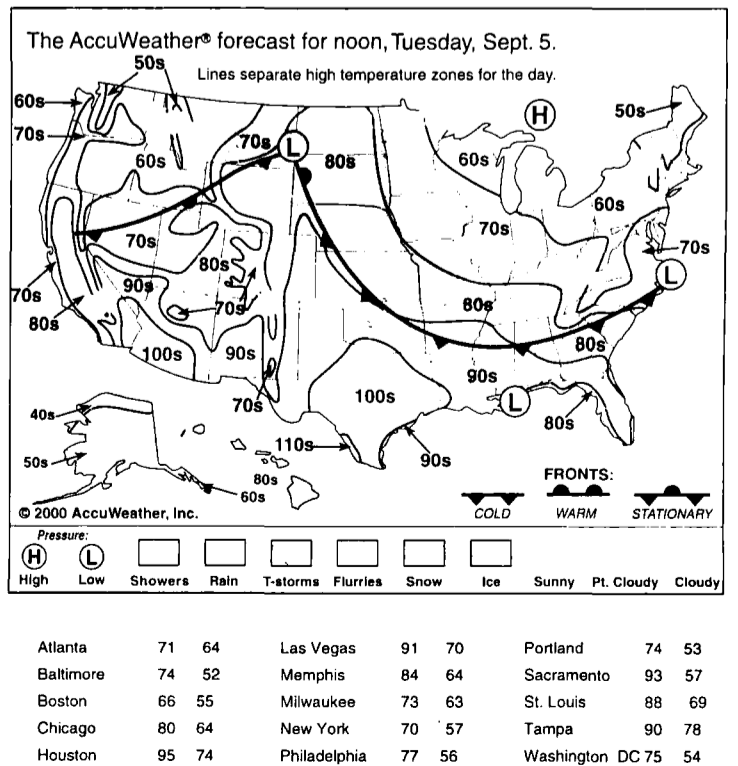 The AccuWeather® forecast for noon, Tuesday, Sept. 5.
50s
Lines separate high temperature zones for the day.
60s
50s
70s
H
70s
L
80s
60s
60s
60s
70s
70s
80s
70s
L
90s
70s
70s
80s
80s
80s
100s
90s
90s
70s
100s
L
80s
40s
110s
90s
50s
80s
60s
FRONTS:
© 2000 AccuWeather, Inc.
COLD WARM STATIONARY
Pressure:
H L
High Low Showers Rain T-storms Flurries Snow Ice Sunny Pt. Cloudy Cloudy
Atlanta 71 64 Las Vegas 91 70 Portland 74 53
Baltimore 74 52 Memphis 84 64 Sacramento 93 57
Boston 66 55 Milwaukee 73 63 St. Louis 88 69
Chicago 80 64 New York 70 57 Tampa 90 78
Houston 95 74 Philadelphia 77 56 Washington DC 75 54